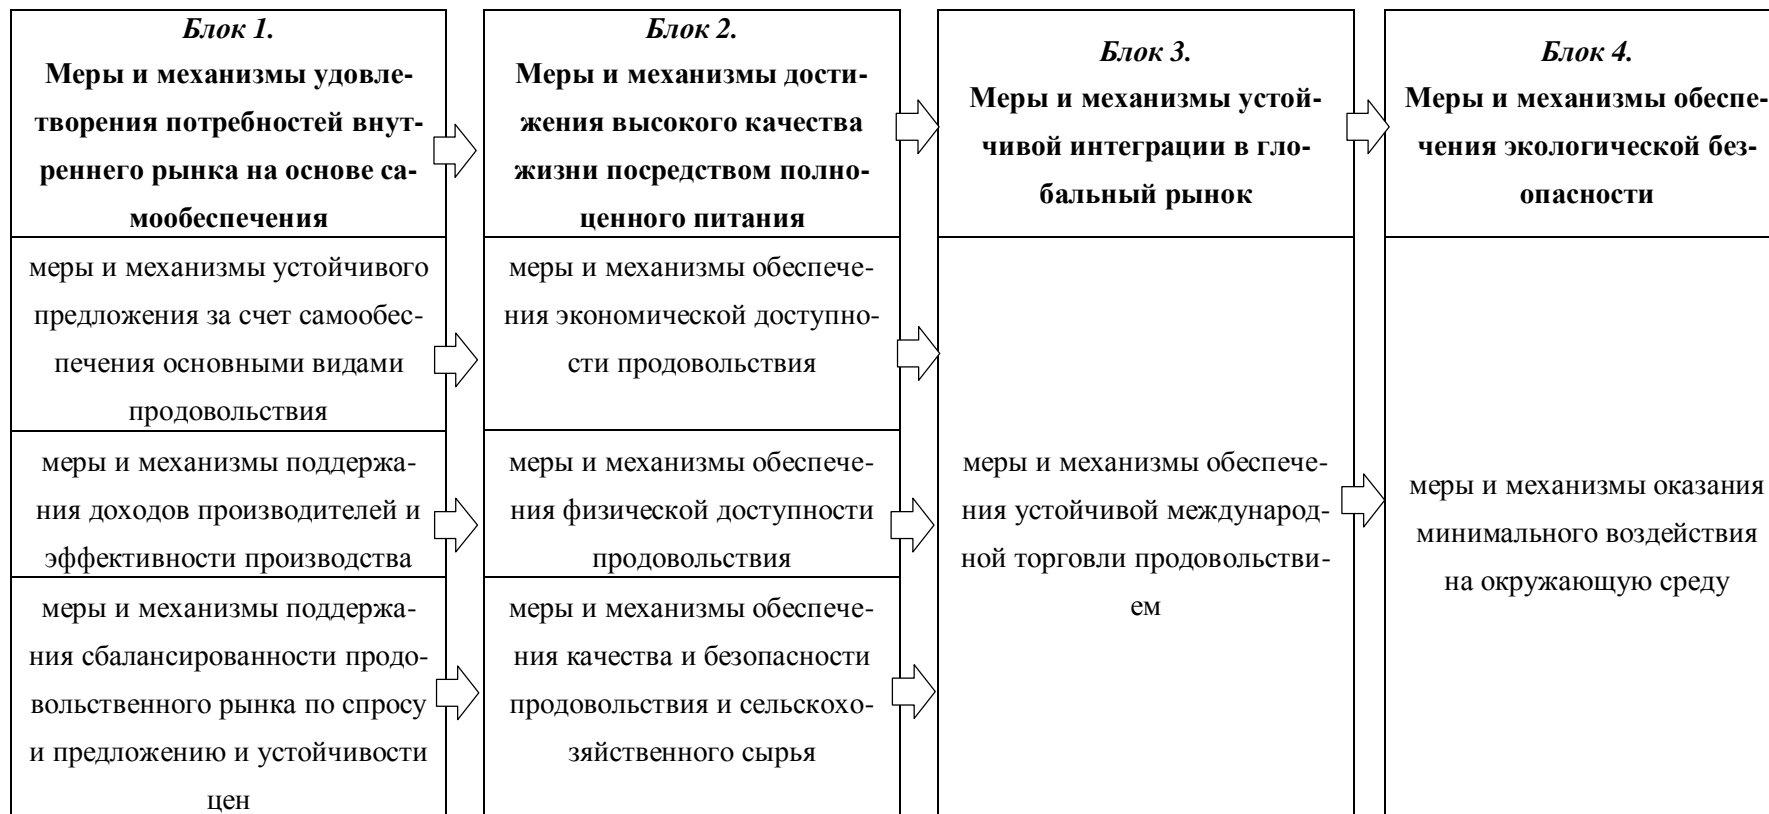 Блок 1.
Меры и механизмы удовле-
творения потребностей внут-
реннего рынка на основе са-
мообеспечения
меры и механизмы устойчивого
предложения за счет самообес-
печения основными видами
продовольствия
меры и механизмы поддержа-
ния доходов производителей и
эффективности производства
меры и механизмы поддержа-
ния сбалансированности продо-
вольственного рынка по спросу
и предложению и устойчивости
цен
Блок 2.
Меры и механизмы дости-
жения высокого качества
жизни посредством полно-
ценного питания
меры и механизмы обеспече-
ния экономической доступно-
сти продовольствия
меры и механизмы обеспече-
ния физической доступности
продовольствия
меры и механизмы обеспече-
ния качества и безопасности
продовольствия и сельскохо-
зяйственного сырья
Блок 3.
Меры и механизмы устой-
чивой интеграции в гло-
бальный рынок
меры и механизмы обеспече-
ния устойчивой международ-
ной торговли продовольстви-
ем
Блок 4.
Меры и механизмы обеспе-
чения экологической без-
опасности
меры и механизмы оказания
минимального воздействия
на окружающую среду